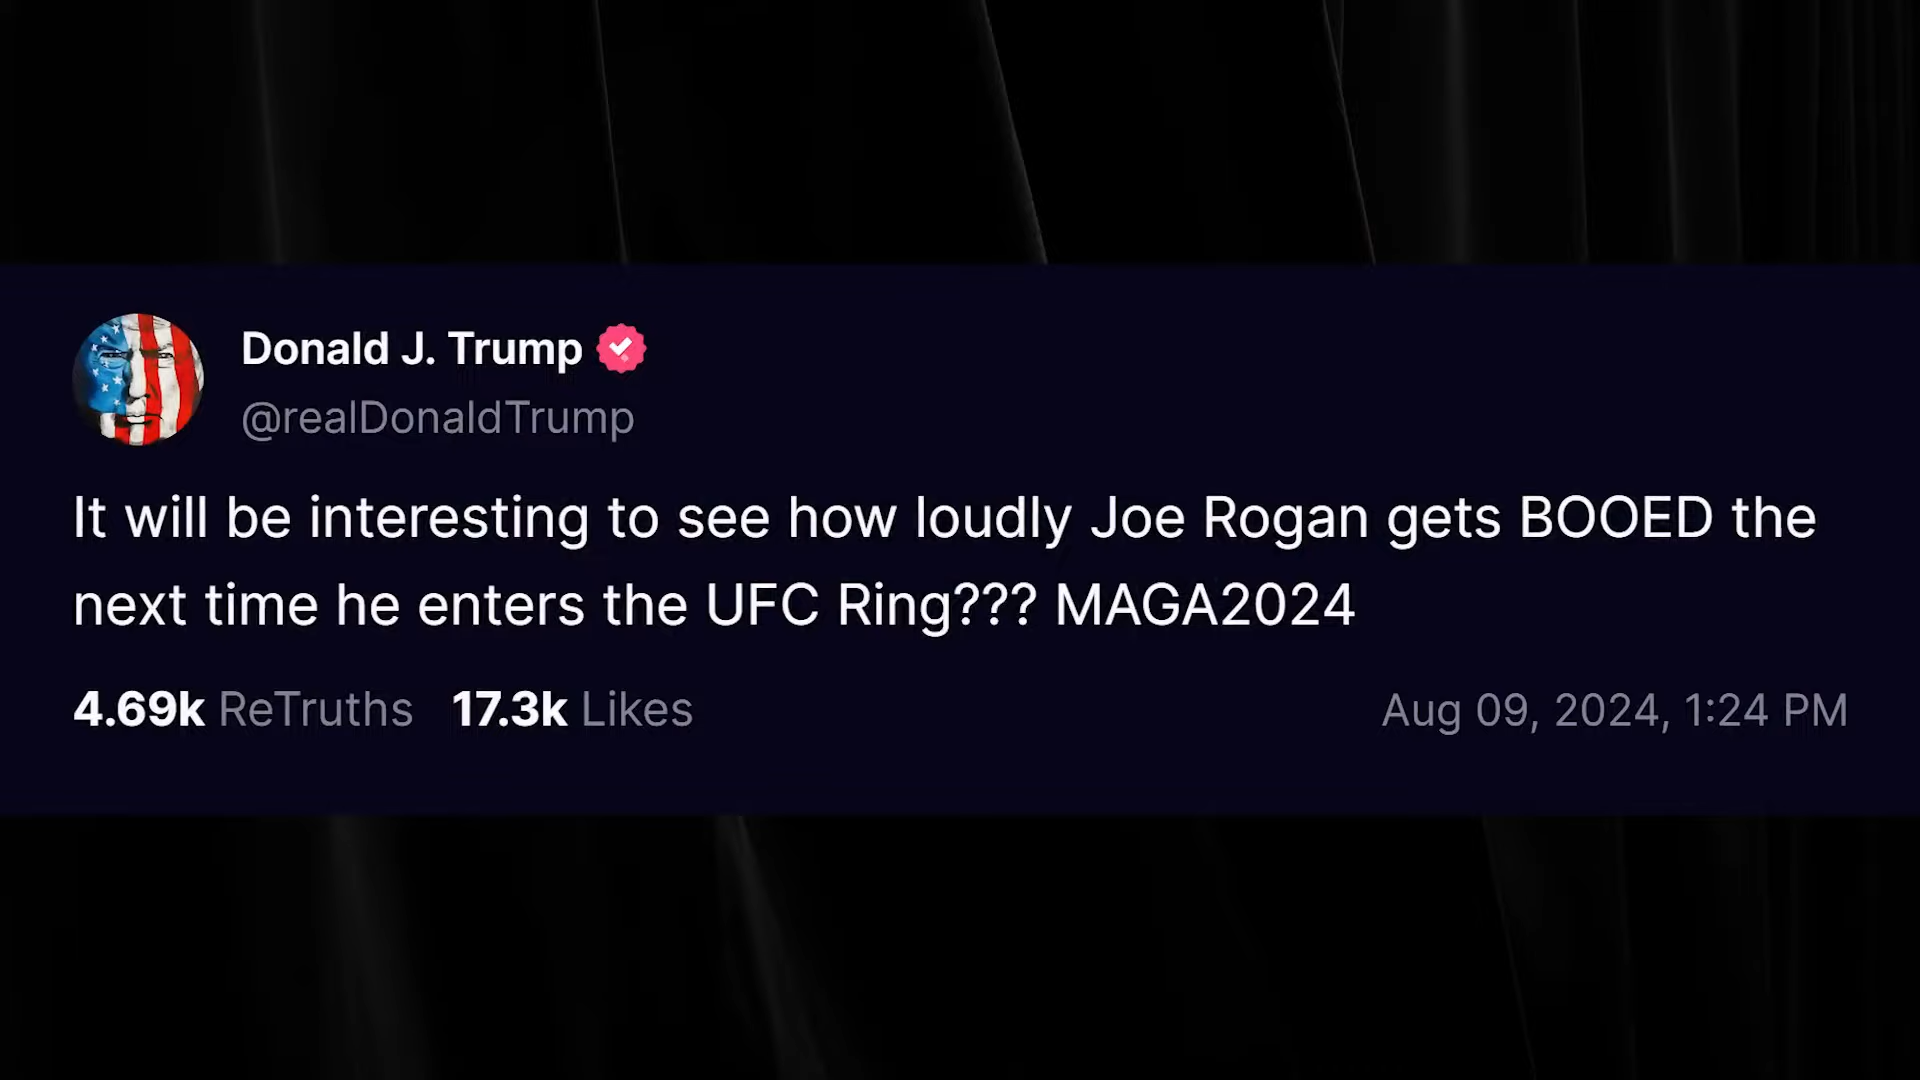 Donald J. Trump
@realDonaldTrump
It will be interesting to see how loudly Joe Rogan gets BOOED the
next time he enters the UFC Ring??? MAGA2024
4.69k ReTruths 17.3k Likes Aug 09, 2024, 1:24 PM